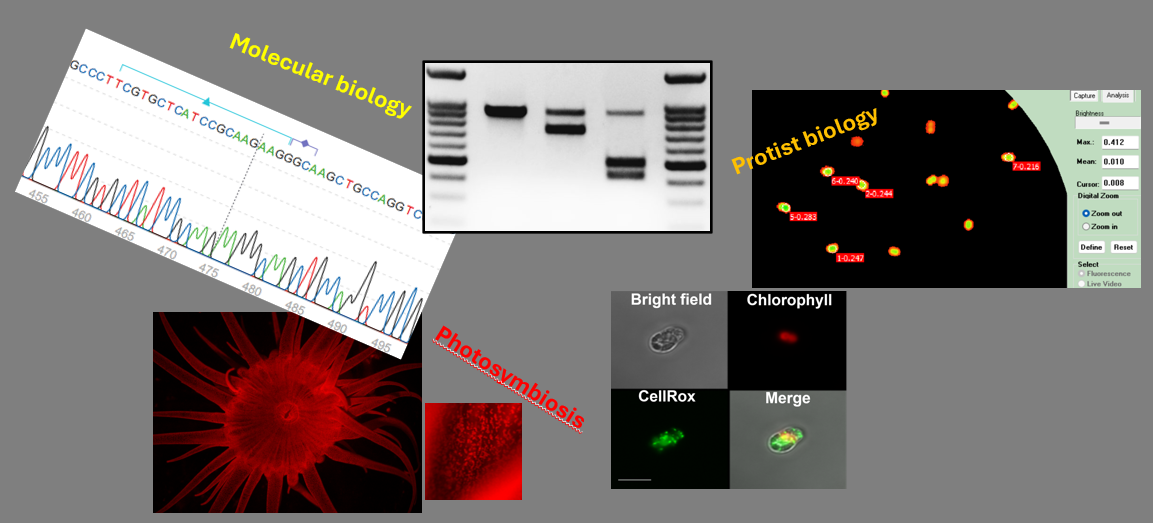 Molecular biology
GCCCTTCGTGCTCATCCGCAAGAAGGGCAAGCTGCCAGGTC
455 460 465 470 475 480 485 490 495
Protist biology
6-0.240
2-0.244
5-0.283
1-0.247
7-0.216
Capture Analysis
Brightness
Max.: 0.412
Mean: 0.010
Cursor: 0.008
Digital Zoom
Zoom out
Zoom in
Define Reset
Select
Fluorescence
Live Video
Photosymbiosis
Bright field Chlorophyll
CellRox Merge